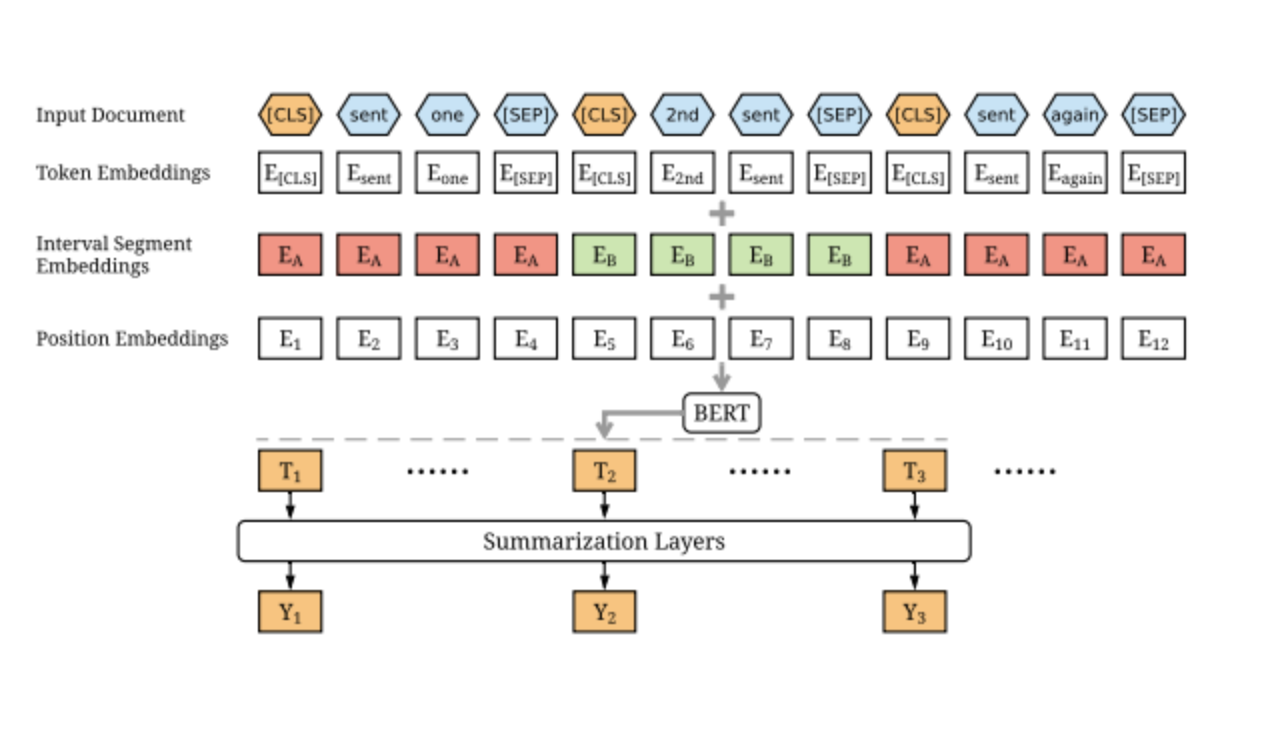 Input Document [CLS] sent one [SEP] [CLS] 2nd sent [SEP] [CLS] sent again [SEP]
Token Embeddings E[CLS] Esent Eone E[SEP] E[CLS] E2nd Esent E[SEP] E[CLS] Esent Eagain E[SEP]
+
Interval Segment
Embeddings EA EA EA EA EB EB EB EB EA EA EA EA
+
Position Embeddings E1 E2 E3 E4 E5 E6 E7 E8 E9 E10 E11 E12
BERT
T1 ...... T2 ...... T3 ......
Summarization Layers
Y1 Y2 Y3